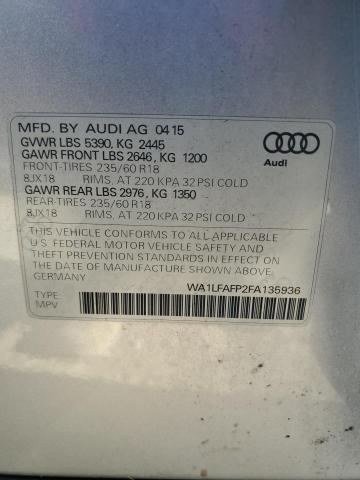 MFD. BY AUDI AG 04 15
GVWR LBS 5390, KG 2445
GAWR FRONT LBS 2646, KG 1200
FRONT-TIRES 235/60 R18
8JX18 RIMS, AT 220 KPA 32 PSI COLD
GAWR REAR LBS 2976, KG 1350
REAR-TIRES 235/60 R18
8JX18 RIMS, AT 220 KPA 32 PSI COLD
Audi
THIS VEHICLE CONFORMS TO ALL APPLICABLE
U.S. FEDERAL MOTOR VEHICLE SAFETY AND
THEFT PREVENTION STANDARDS IN EFFECT ON
THE DATE OF MANUFACTURE SHOWN ABOVE.
GERMANY
WA1LFAFP2FA135936
TYPE:
MPV